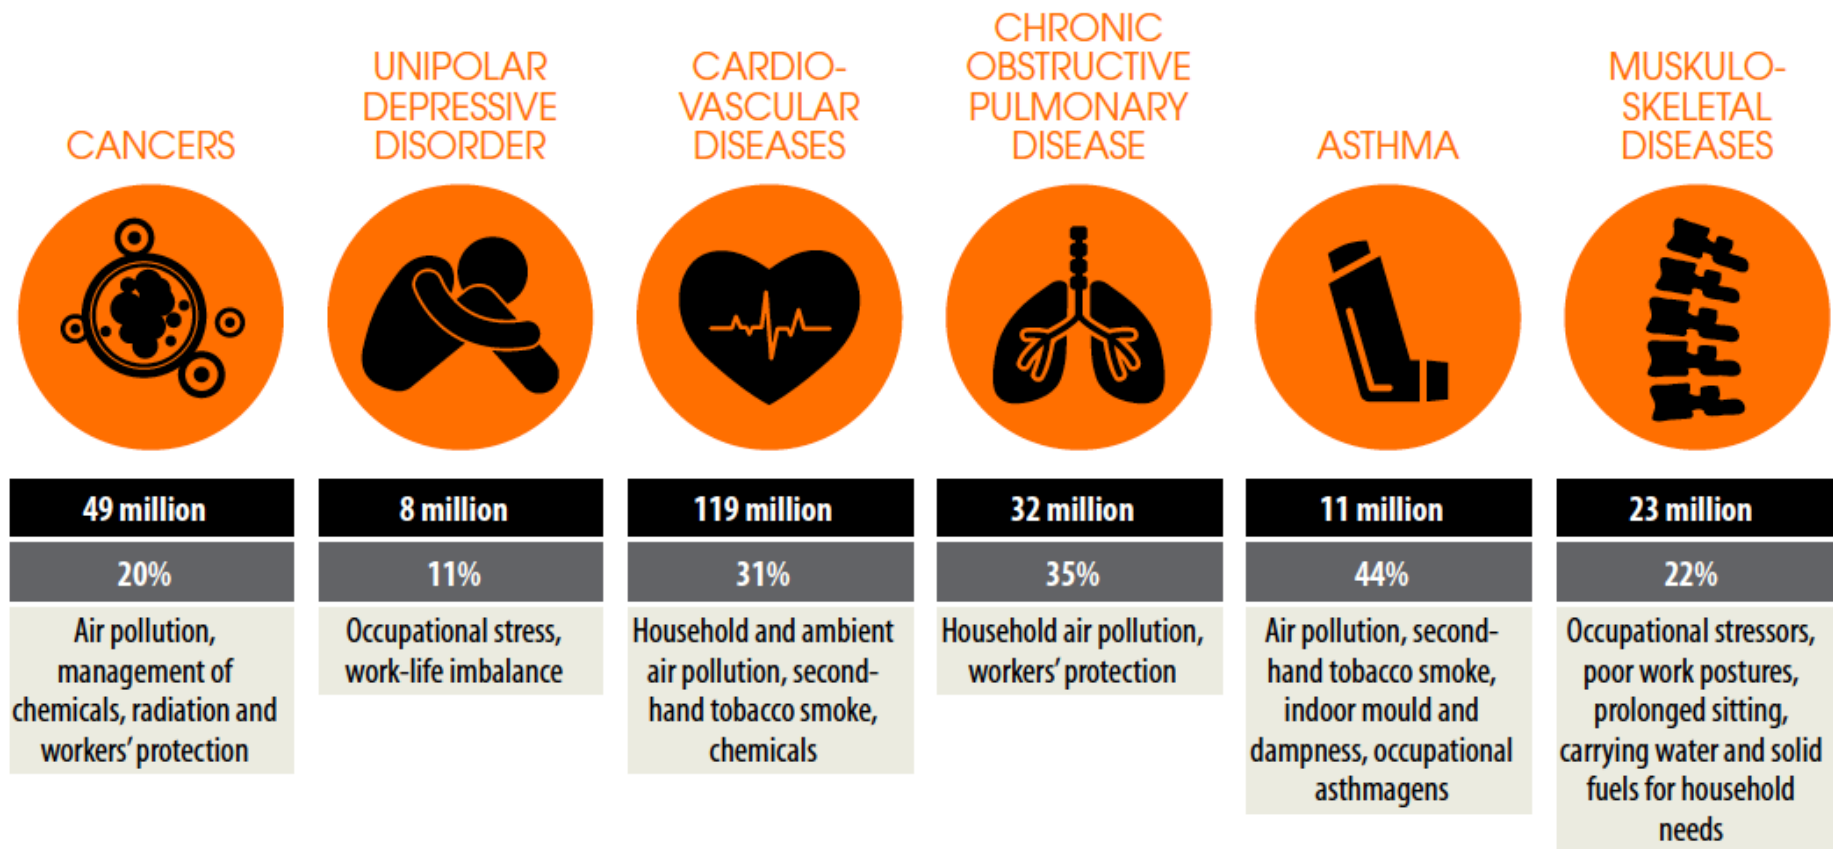 CANCERS
49 million
20%
Air pollution,
management of
chemicals, radiation and
workers' protection
UNIPOLAR
DEPRESSIVE
DISORDER
8 million
11%
Occupational stress,
work-life imbalance
CARDIO-
VASCULAR
DISEASES
119 million
31%
Household and ambient
air pollution, second-
hand tobacco smoke,
chemicals
CHRONIC
OBSTRUCTIVE
PULMONARY
DISEASE
32 million
35%
Household air pollution,
workers' protection
ASTHMA
11 million
44%
Air pollution, second-
hand tobacco smoke,
indoor mould and
dampness, occupational
asthmagens
MUSKULO-
SKELETAL
DISEASES
23 million
22%
Occupational stressors,
poor work postures,
prolonged sitting,
carrying water and solid
fuels for household
needs